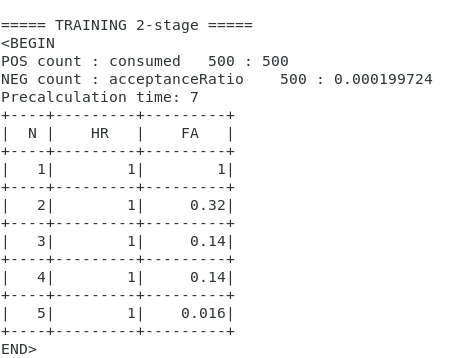 ===== TRAINING 2-stage =====
<BEGIN
POS count : consumed   500 : 500
NEG count : acceptanceRatio    500 : 0.000199724
Precalculation time: 7
+----+---------+---------+
|  N |    HR   |    FA   |
+----+---------+---------+
|   1|        1|        1|
+----+---------+---------+
|   2|        1|     0.32|
+----+---------+---------+
|   3|        1|     0.14|
+----+---------+---------+
|   4|        1|     0.14|
+----+---------+---------+
|   5|        1|    0.016|
+----+---------+---------+
END>